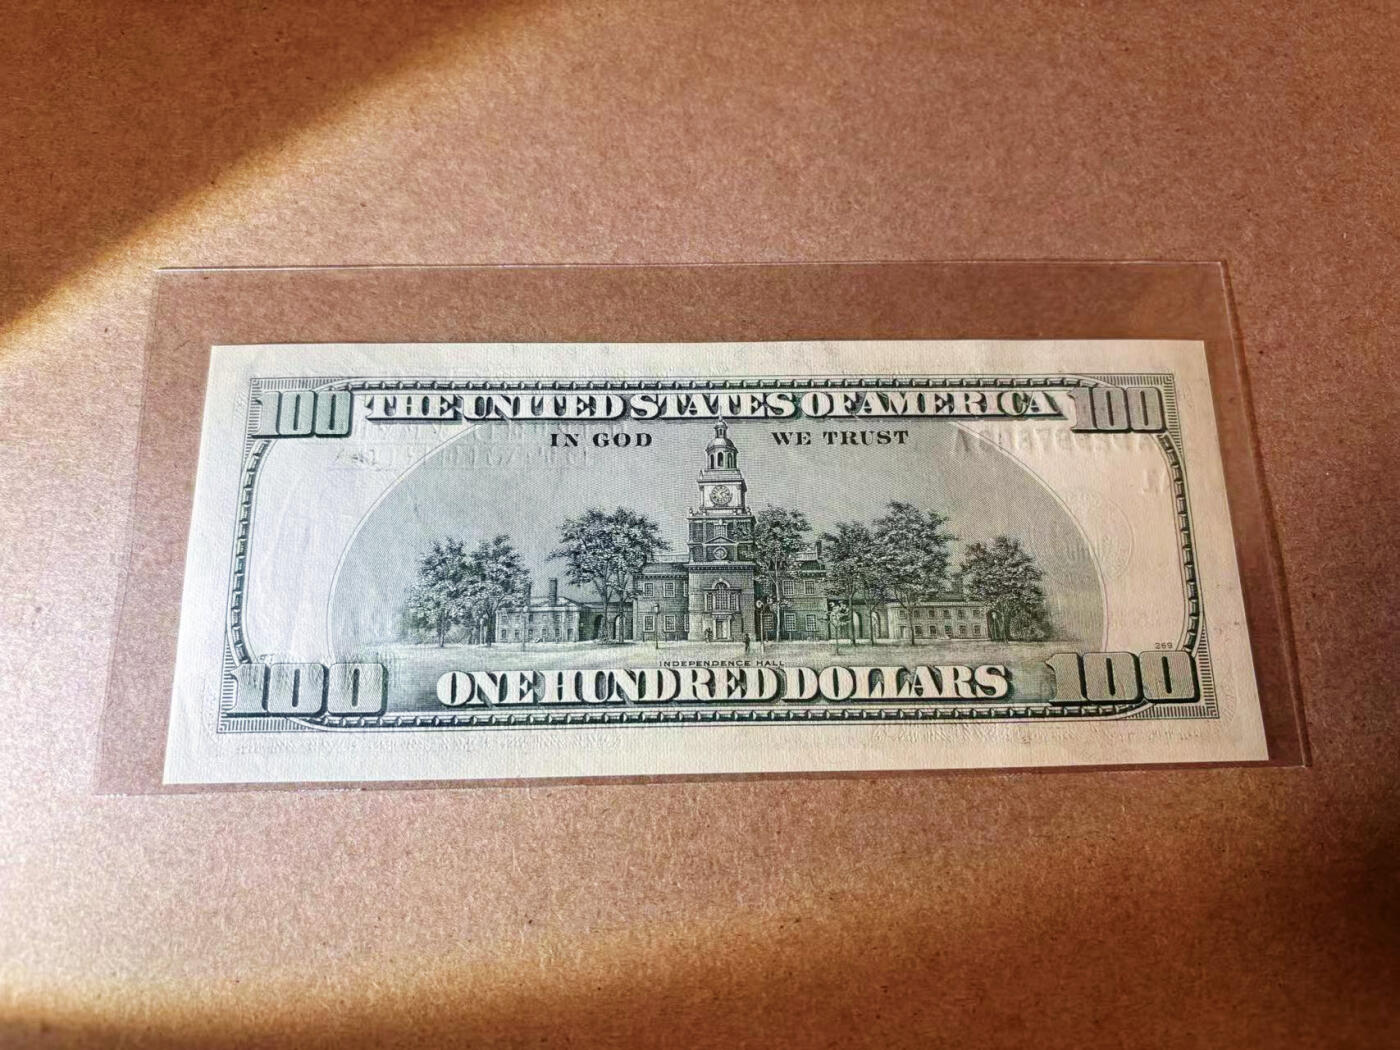 100 THE UNITED STATES OF AMERICA 100
IN GOD WE TRUST
269
INDEPENDENCE HALL
100 ONE HUNDRED DOLLARS 100